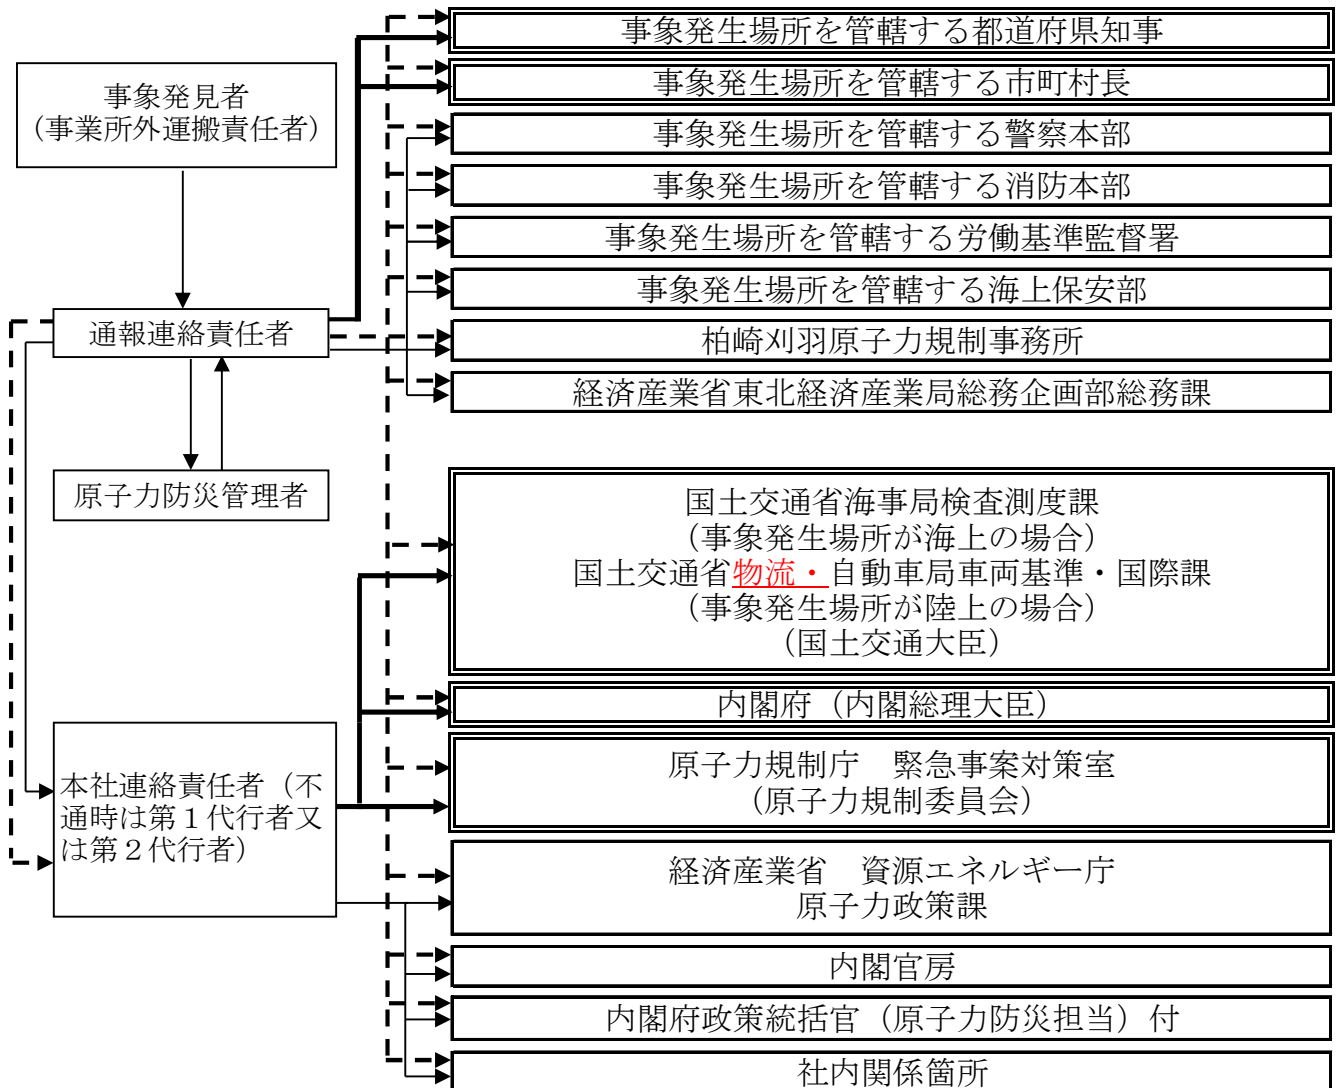 事象発生場所を管轄する都道府県知事
事象発生場所を管轄する市町村長
事象発見者
（事業所外運搬責任者）
事象発生場所を管轄する警察本部
事象発生場所を管轄する消防本部
事象発生場所を管轄する労働基準監督署
事象発生場所を管轄する海上保安部
通報連絡責任者
柏崎刈羽原子力規制事務所
経済産業省東北経済産業局総務企画部総務課
原子力防災管理者
国土交通省海事局検査測度課
（事象発生場所が海上の場合）
国土交通省物流・自動車局車両基準・国際課
（事象発生場所が陸上の場合）
（国土交通大臣）
内閣府（内閣総理大臣）
本社連絡責任者（不
通時は第１代行者又
は第２代行者）
原子力規制庁　緊急事案対策室
（原子力規制委員会）
経済産業省　資源エネルギー庁
原子力政策課
内閣官房
内閣府政策統括官（原子力防災担当）付
社内関係箇所